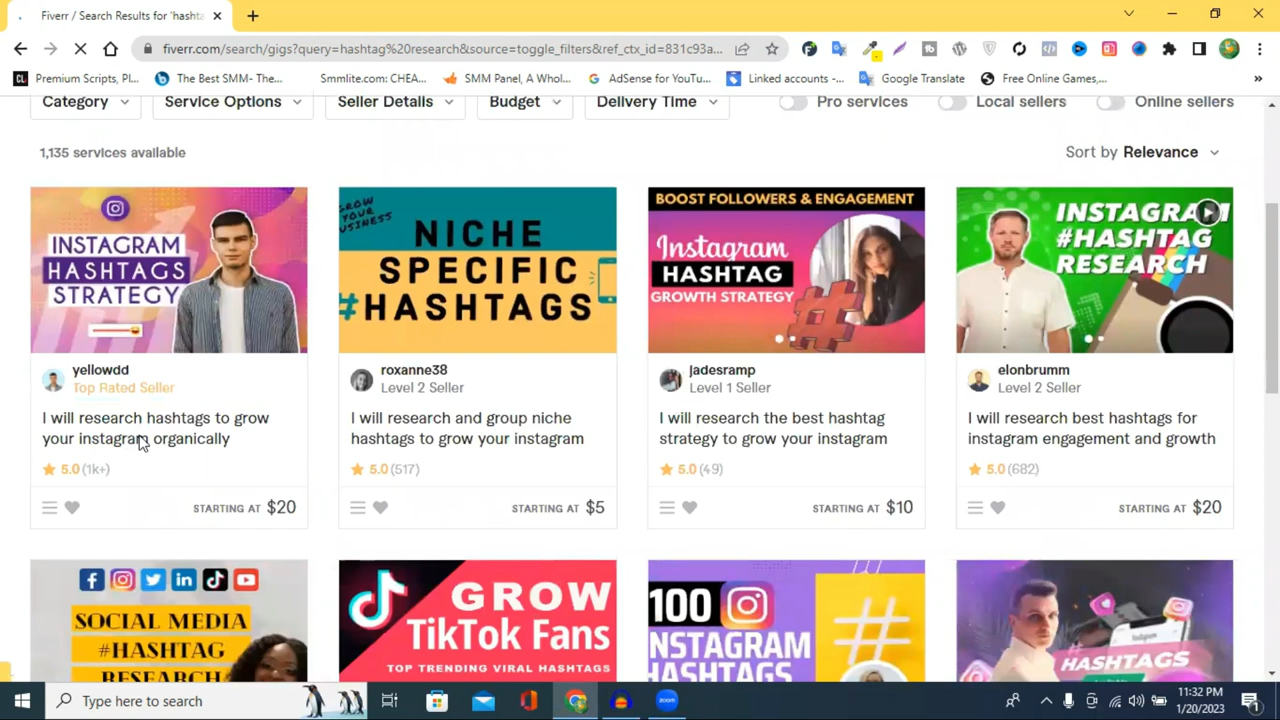 Fiverr / Search Results for 'hashta
fiverr.com/search/gigs?query=hashtag%20research&source=toggle_filters&ref_ctx_id=831c93a...
Premium Scripts, Pl...
The Best SMM- The...
Smmlite.com: CHEA...
SMM Panel, A Whol...
AdSense for YouTu...
Linked accounts -...
Google Translate
Free Online Games,...
»
Category
Service Options
Seller Details
Budget
Delivery Time
Pro services
Local sellers
Online sellers
1,135 services available
Sort by Relevance
INSTAGRAM
HASHTAGS
STRATEGY
GROW
YOUR
BUSINESS
NICHE
SPECIFIC
#HASHTAGS
BOOST FOLLOWERS & ENGAGEMENT
Instagram
HASHTAG
GROWTH STRATEGY
INSTAGRAM
#HASHTAG
RESEARCH
yellowdd
Top Rated Seller
I will research hashtags to grow
your instagram organically
5.0 (1k+)
STARTING AT $20
roxanne38
Level 2 Seller
I will research and group niche
hashtags to grow your instagram
5.0 (517)
STARTING AT $5
jadesramp
Level 1 Seller
I will research the best hashtag
strategy to grow your instagram
5.0 (49)
STARTING AT $10
elonbrumm
Level 2 Seller
I will research best hashtags for
instagram engagement and growth
5.0 (682)
STARTING AT $20
SOCIAL MEDIA
#HASHTAG
RESEARCH
GROW
TikTok Fans
TOP TRENDING VIRAL HASHTAGS
100
INSTAGRAM
HASHTAGS
#
HASHTAGS
Type here to search
zoom
11:32 PM
1/20/2023